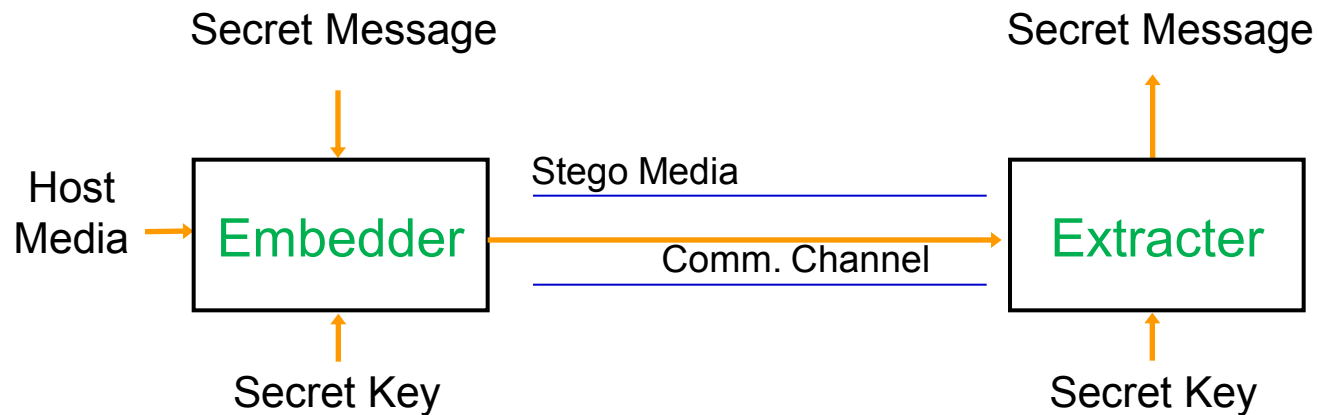 Secret Message
Secret Message
Stego Media
Host
Media
Embedder
Extracter
Comm. Channel
Secret Key
Secret Key